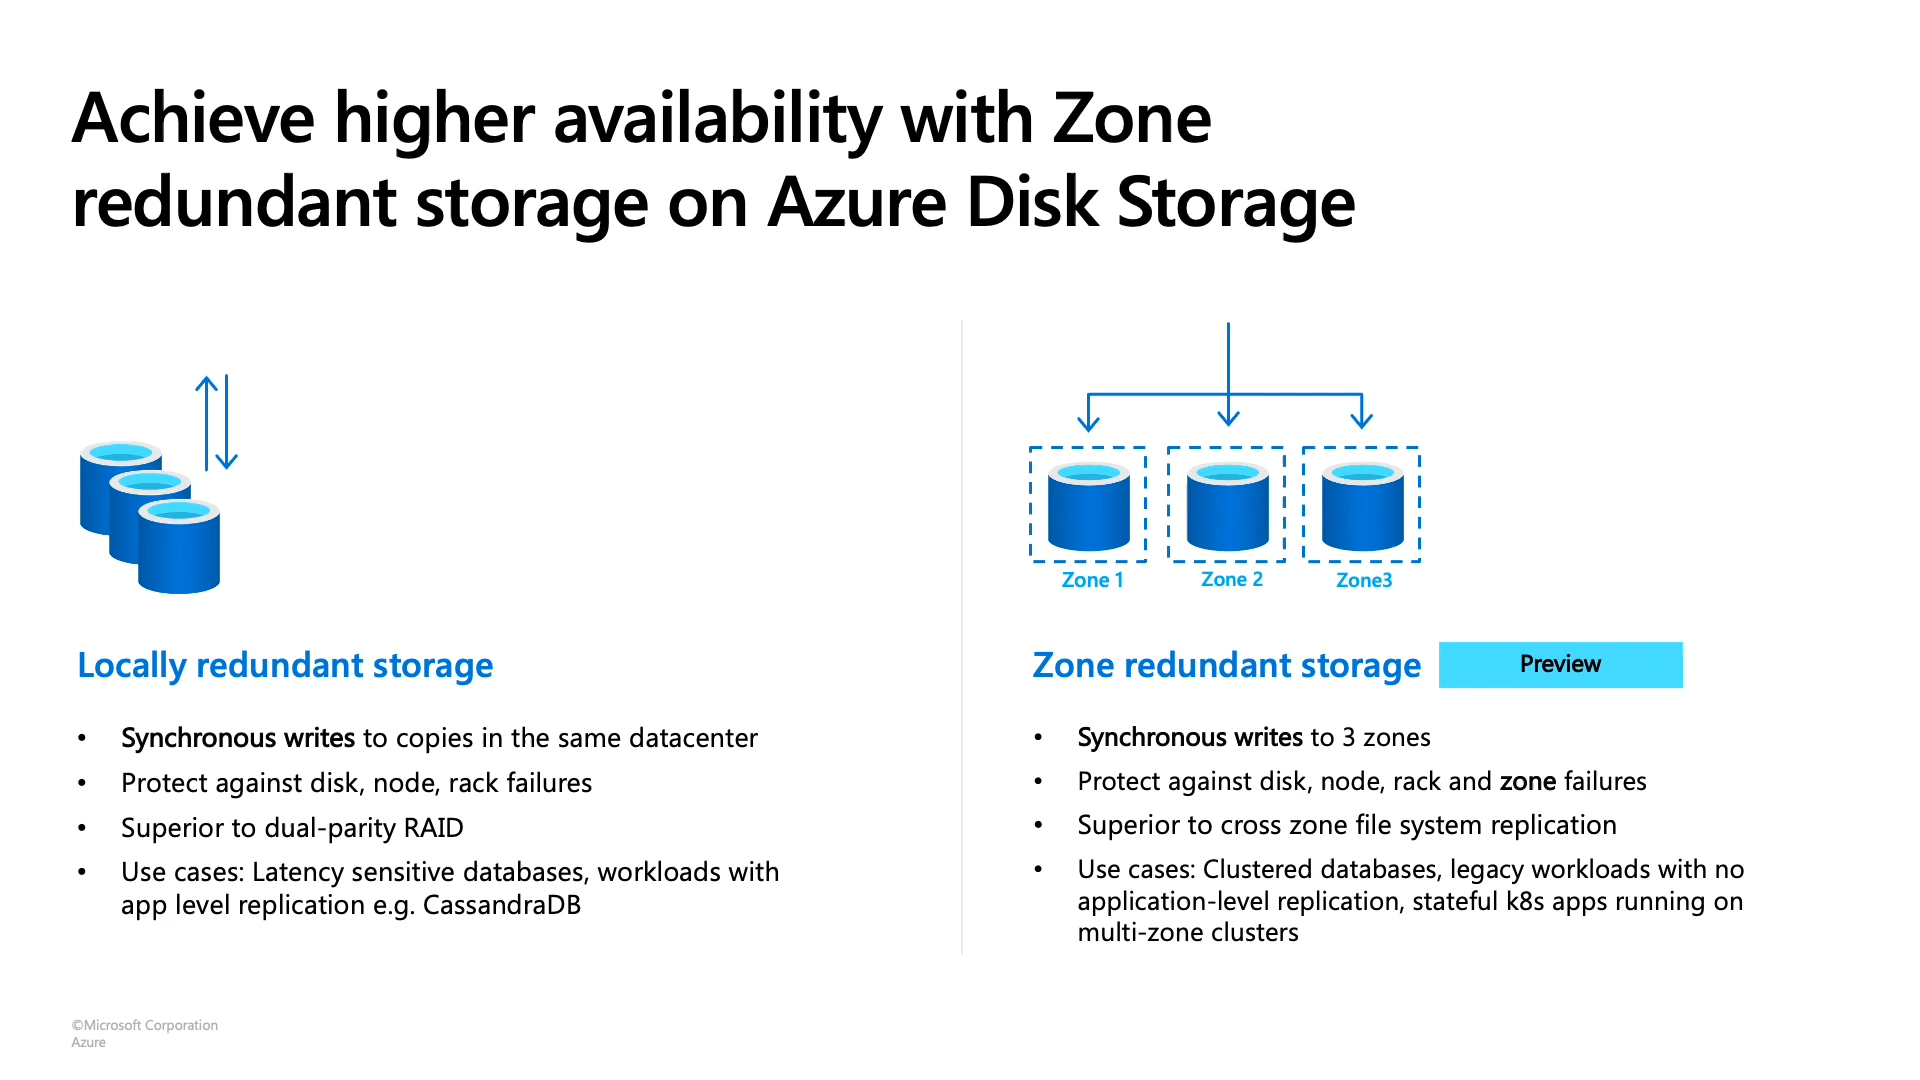 Achieve higher availability with Zone
redundant storage on Azure Disk Storage
Locally redundant storage
• Synchronous writes to copies in the same datacenter
• Protect against disk, node, rack failures
• Superior to dual-parity RAID
• Use cases: Latency sensitive databases, workloads with
app level replication e.g. CassandraDB
Zone 1
Zone 2
Zone3
Zone redundant storage
Preview
• Synchronous writes to 3 zones
• Protect against disk, node, rack and zone failures
• Superior to cross zone file system replication
• Use cases: Clustered databases, legacy workloads with no
application-level replication, stateful k8s apps running on
multi-zone clusters
©Microsoft Corporation
Azure